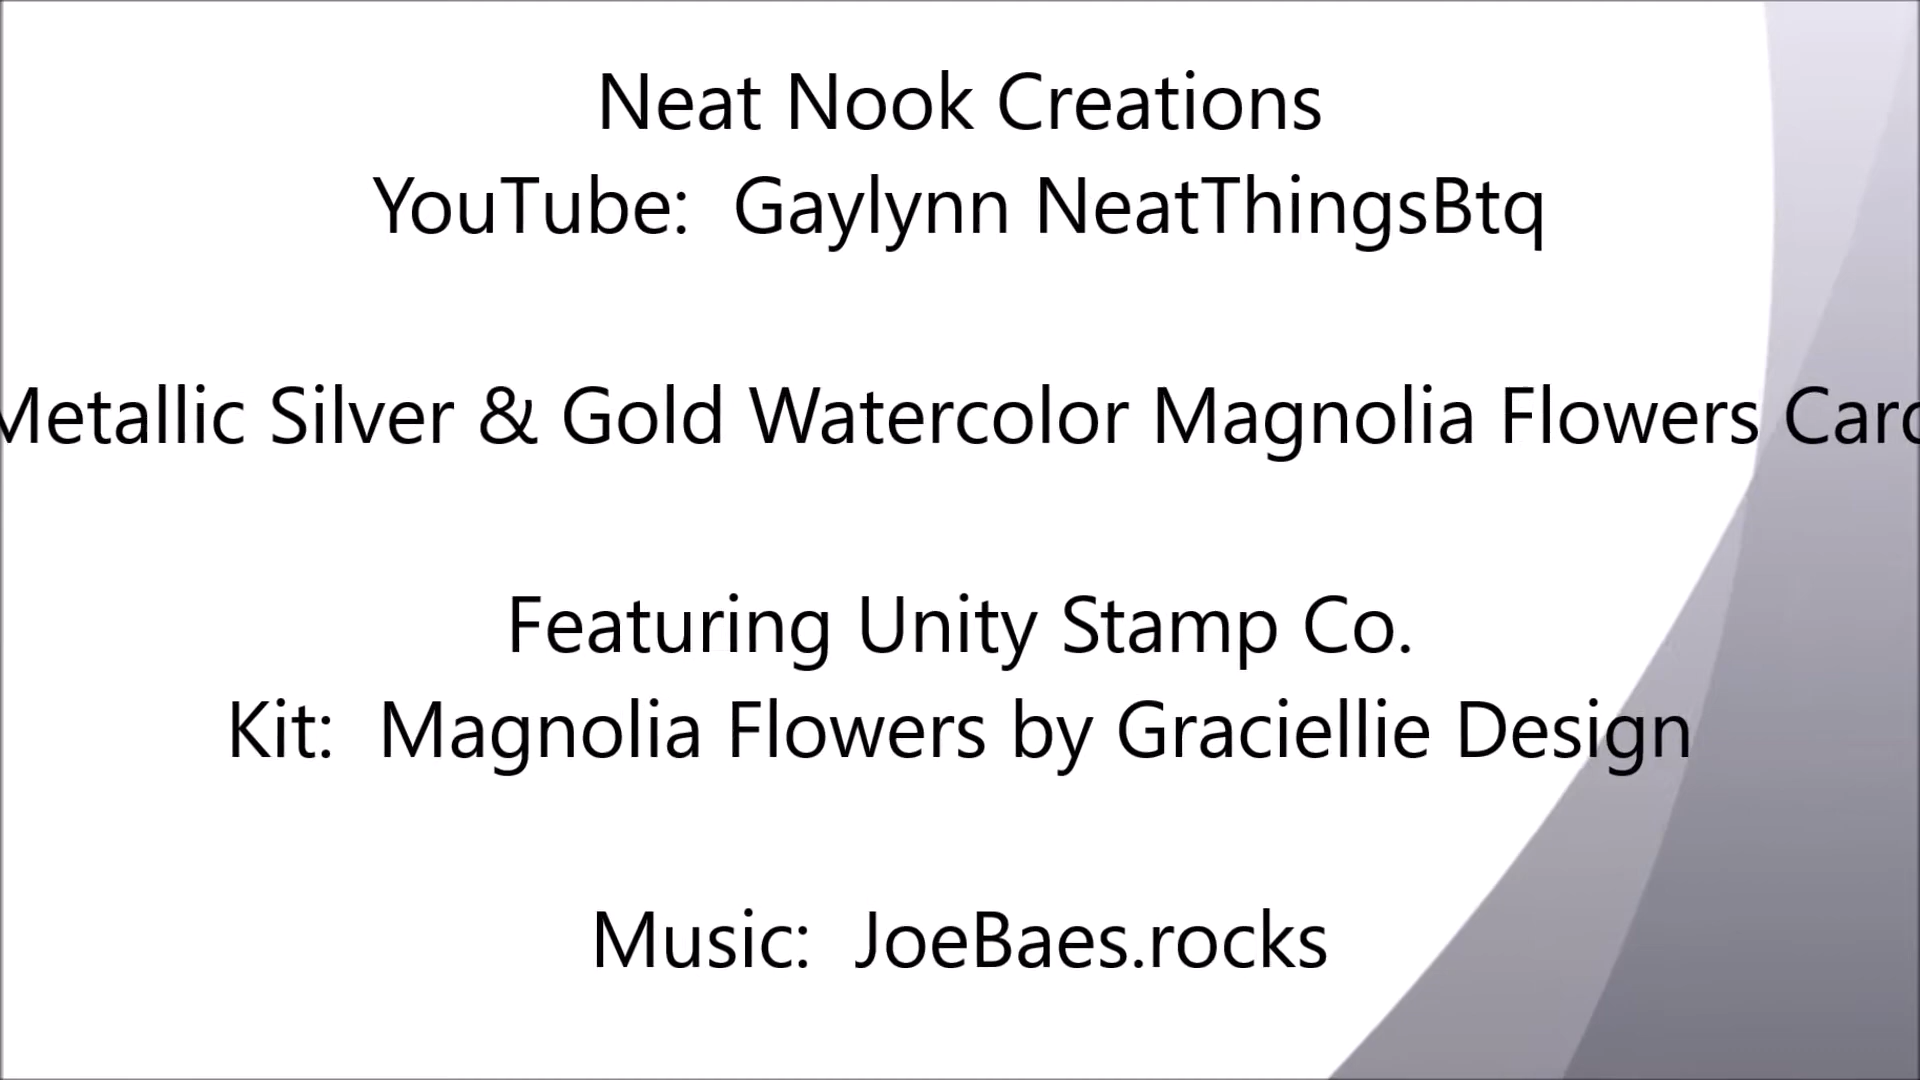 Neat Nook Creations
YouTube:  Gaylynn NeatThingsBtq
Metallic Silver & Gold Watercolor Magnolia Flowers Card
Featuring Unity Stamp Co.
Kit:  Magnolia Flowers by Graciellie Design
Music:  JoeBaes.rocks